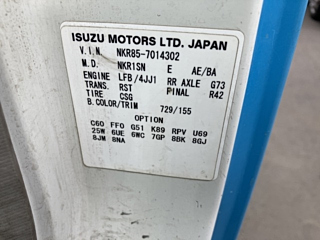 ISUZU MOTORS LTD. JAPAN
V. I. N. NKR85-7014302
M. D. NKR1SN E AE/BA
ENGINE LFB/4JJ1 RR AXLE G73
TRANS. RST PINAL R42
TIRE CSG
B. COLOR/TRIM 729/155
OPTION
C60 FFO G51 K89 RPV U69
25W 6UE 6WC 7GP 8BK 8GJ
8JM 8NA